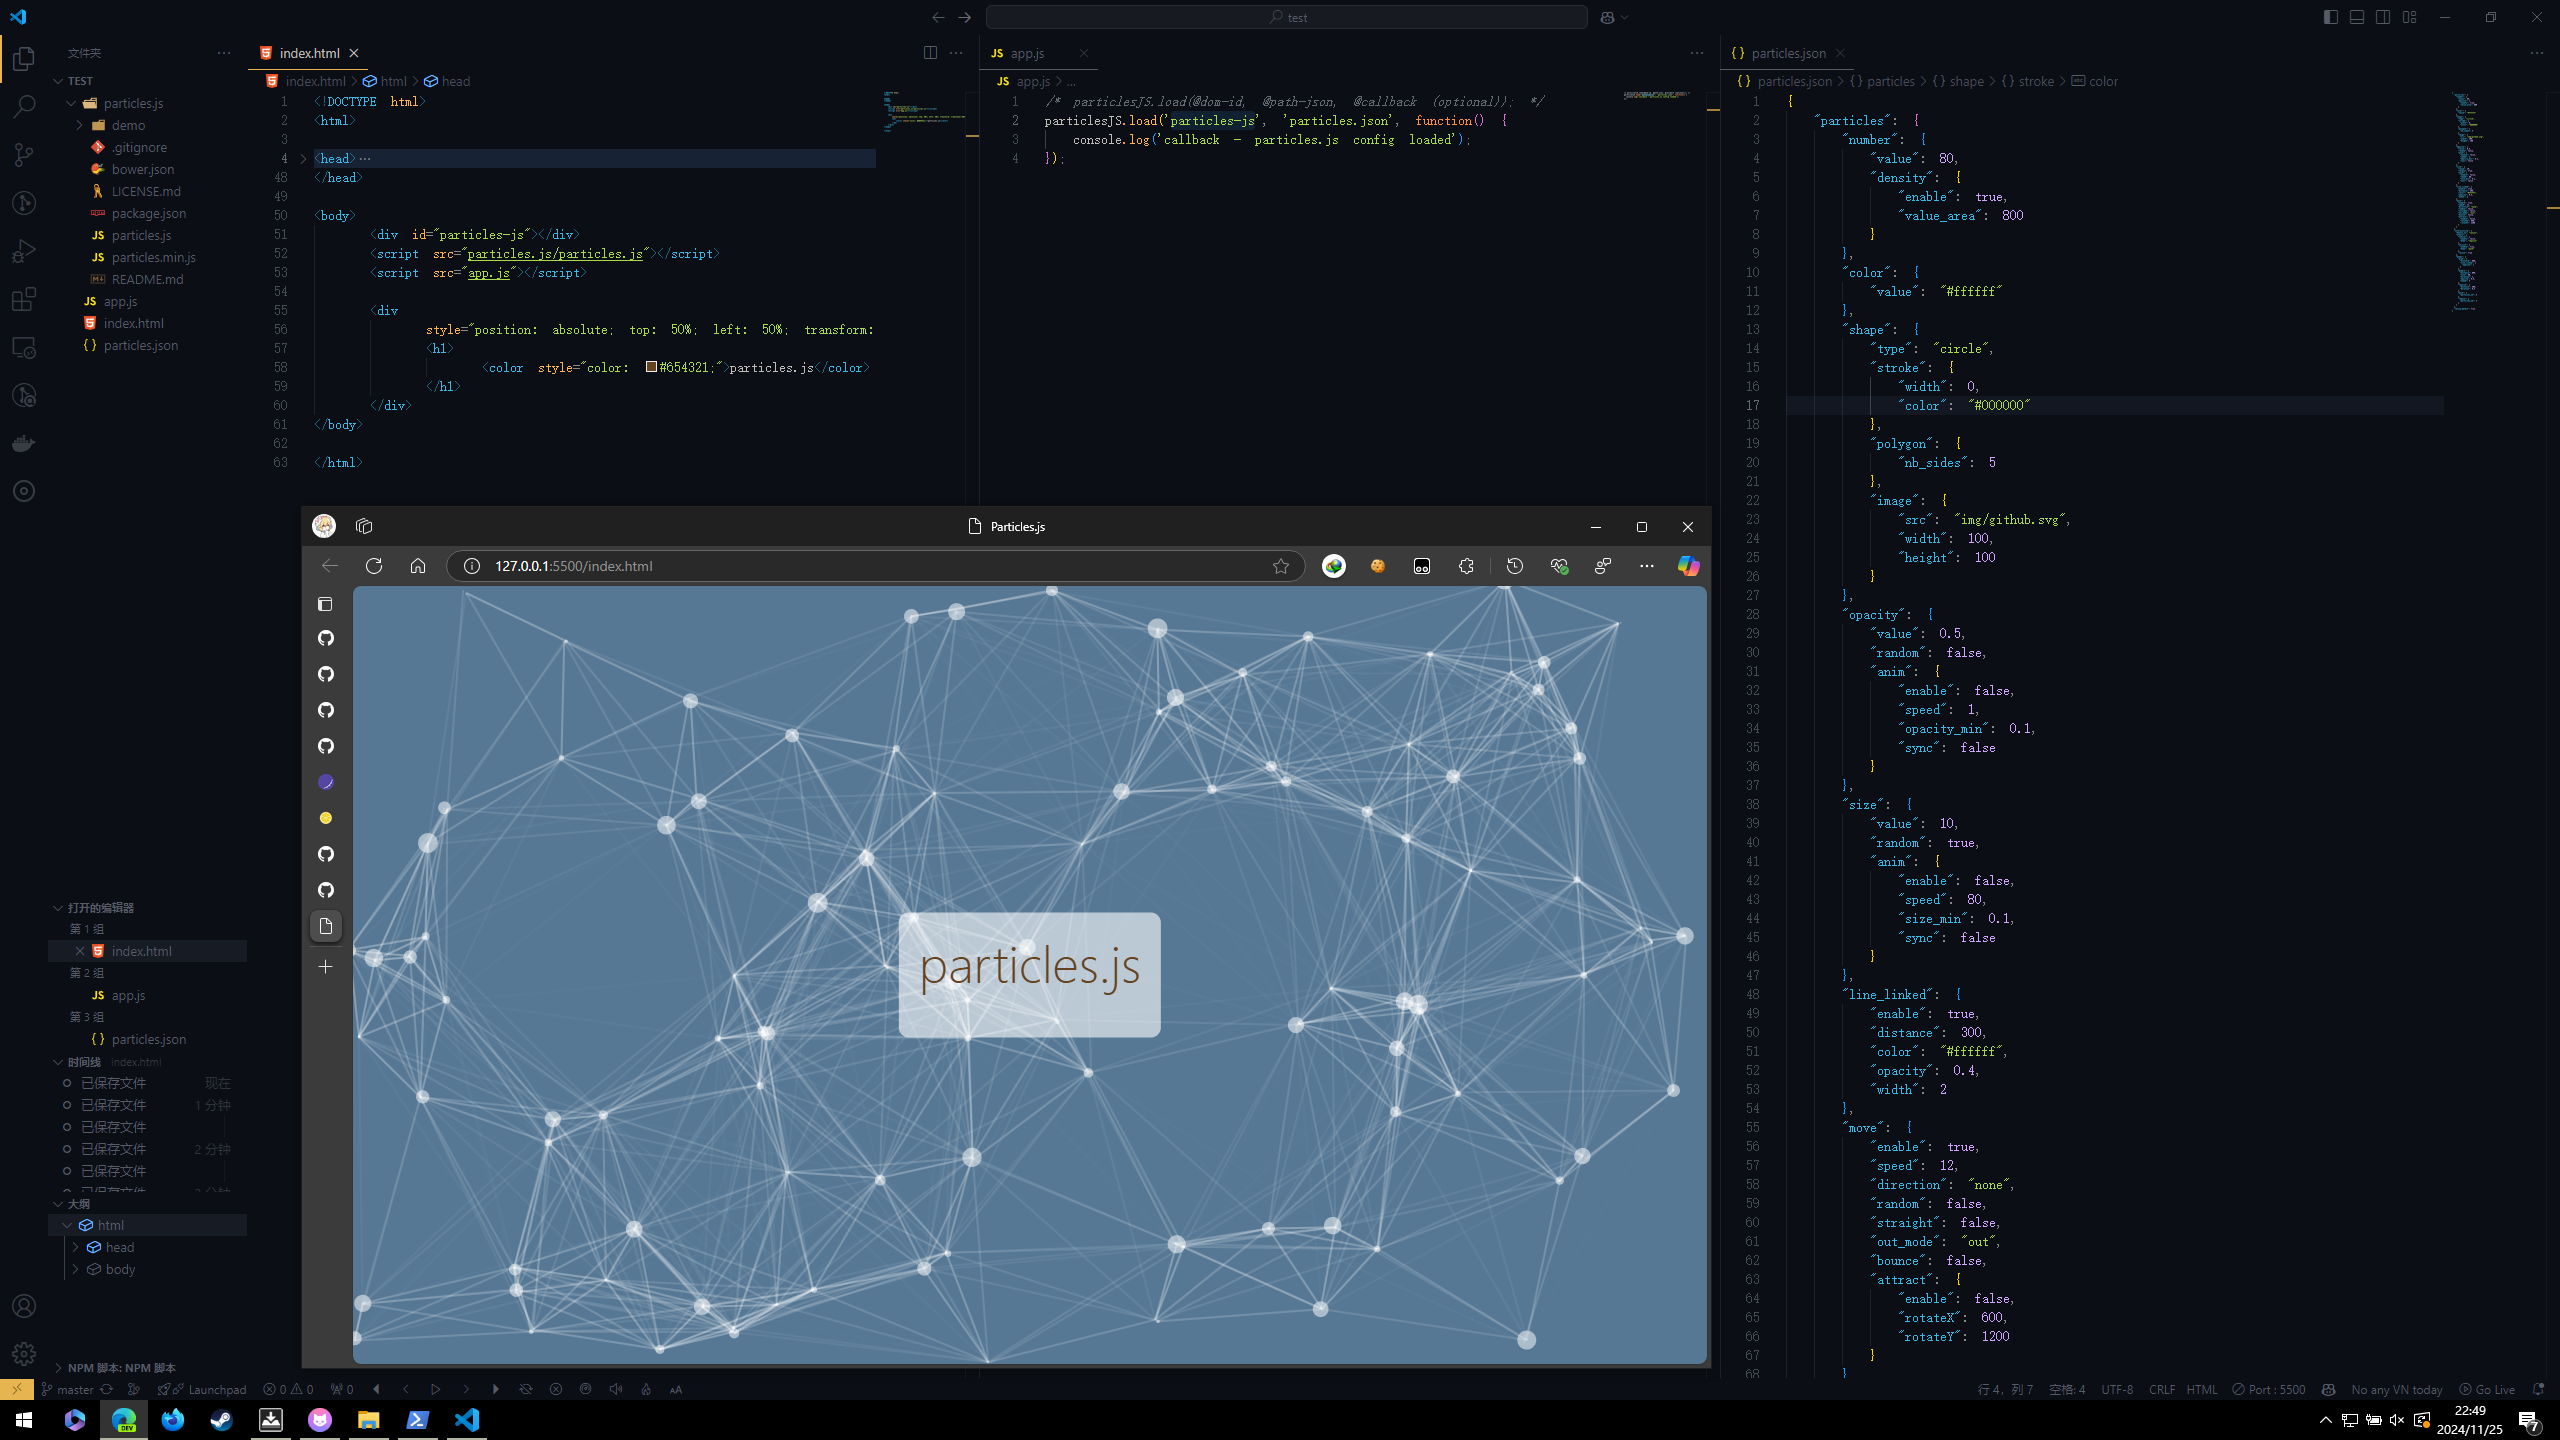 test
文件夹
TEST
particles.js
demo
.gitignore
bower.json
LICENSE.md
package.json
particles.js
particles.min.js
README.md
app.js
index.html
particles.json
打开的编辑器
第 1 组
index.html
第 2 组
app.js
第 3 组
particles.json
时间线 index.html
已保存文件 现在
已保存文件 1 分钟
已保存文件
已保存文件 2 分钟
已保存文件
大纲
html
head
body
NPM 脚本: NPM 脚本
index.html
index.html > html > head
1 <!DOCTYPE html>
2 <html>
3
4 <head>…
48 </head>
49
50 <body>
51 <div id="particles-js"></div>
52 <script src="particles.js/particles.js"></script>
53 <script src="app.js"></script>
54
55 <div
56 style="position: absolute; top: 50%; left: 50%; transform:
57 <h1>
58 <color style="color: #654321;">particles.js</color>
59 </h1>
60 </div>
61 </body>
62
63 </html>
app.js
app.js > ...
1 /* particlesJS.load(@dom-id, @path-json, @callback (optional)); */
2 particlesJS.load('particles-js', 'particles.json', function() {
3 console.log('callback - particles.js config loaded');
4 });
particles.json
particles.json > particles > shape > stroke > color
1 {
2 "particles": {
3 "number": {
4 "value": 80,
5 "density": {
6 "enable": true,
7 "value_area": 800
8 }
9 },
10 "color": {
11 "value": "#ffffff"
12 },
13 "shape": {
14 "type": "circle",
15 "stroke": {
16 "width": 0,
17 "color": "#000000"
18 },
19 "polygon": {
20 "nb_sides": 5
21 },
22 "image": {
23 "src": "img/github.svg",
24 "width": 100,
25 "height": 100
26 }
27 },
28 "opacity": {
29 "value": 0.5,
30 "random": false,
31 "anim": {
32 "enable": false,
33 "speed": 1,
34 "opacity_min": 0.1,
35 "sync": false
36 }
37 },
38 "size": {
39 "value": 10,
40 "random": true,
41 "anim": {
42 "enable": false,
43 "speed": 80,
44 "size_min": 0.1,
45 "sync": false
46 }
47 },
48 "line_linked": {
49 "enable": true,
50 "distance": 300,
51 "color": "#ffffff",
52 "opacity": 0.4,
53 "width": 2
54 },
55 "move": {
56 "enable": true,
57 "speed": 12,
58 "direction": "none",
59 "random": false,
60 "straight": false,
61 "out_mode": "out",
62 "bounce": false,
63 "attract": {
64 "enable": false,
65 "rotateX": 600,
66 "rotateY": 1200
67 }
68 }
Particles.js
127.0.0.1:5500/index.html
particles.js
master Launchpad 0 0 0
行 4, 列 7 空格: 4 UTF-8 CRLF HTML Port : 5500 No any VN today Go Live
22:49
2024/11/25
7